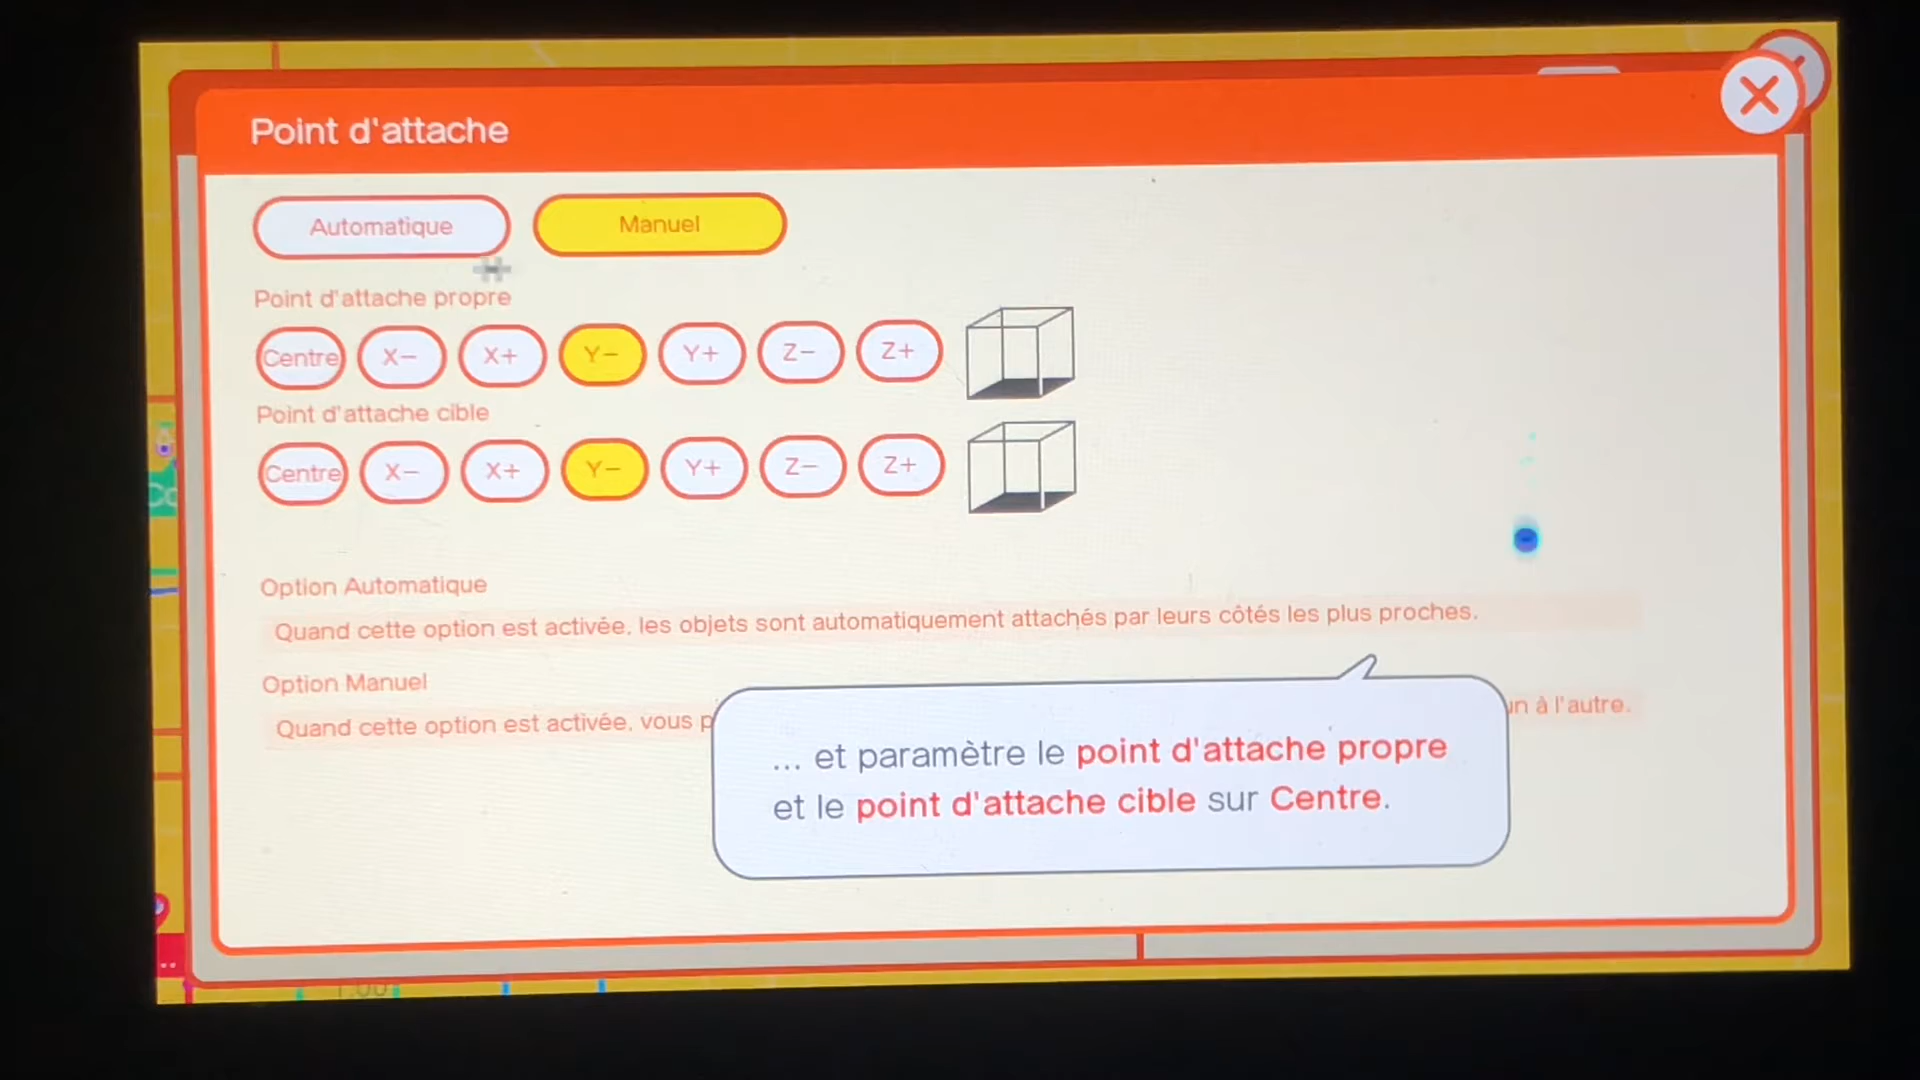 Point d'attache
Automatique
Manuel
Point d'attache propre
Centre X- X+ Y- Y+ Z- Z+
Point d'attache cible
Centre X- X+ Y- Y+ Z- Z+
Option Automatique
Quand cette option est activée, les objets sont automatiquement attachés par leurs côtés les plus proches.
Option Manuel
Quand cette option est activée, vous p
un à l'autre.
... et paramètre le point d'attache propre
et le point d'attache cible sur Centre.
1.00